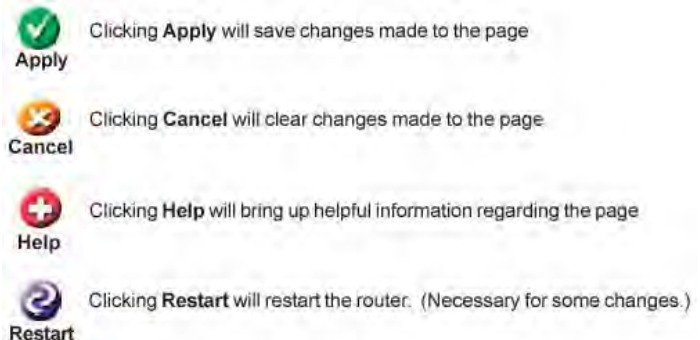 Clicking Apply will save changes made to the page
Apply
Clicking Cancel will clear changes made to the page
Cancel
Clicking Help will bring up helpful information regarding the page
Help
Clicking Restart will restart the router. (Necessary for some changes.)
Restart